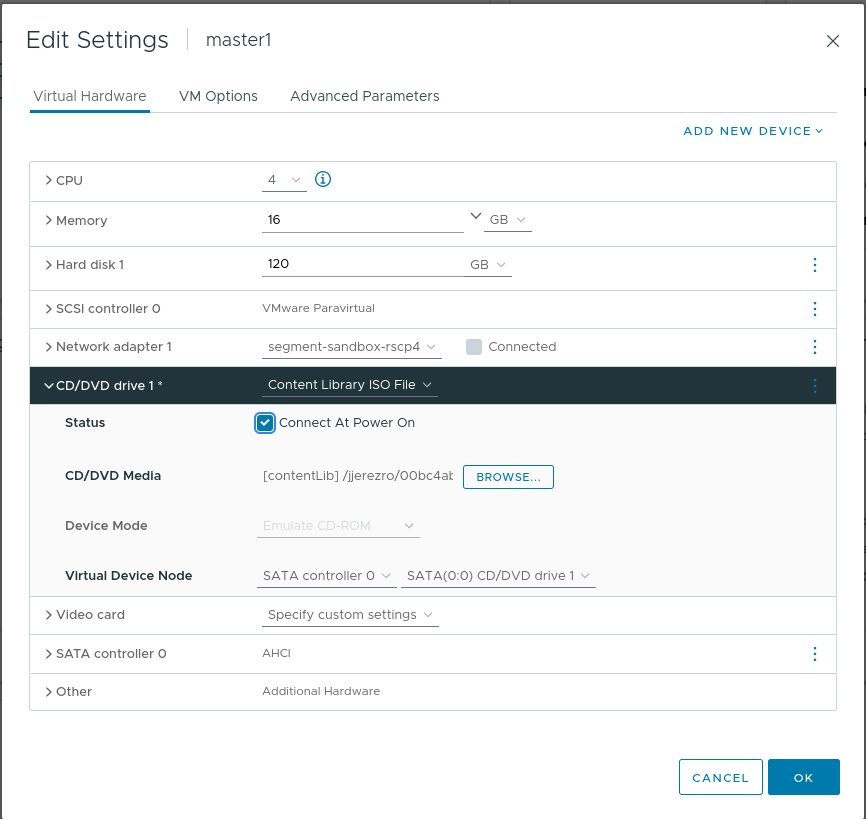 Edit Settings master1
Virtual Hardware VM Options Advanced Parameters
ADD NEW DEVICE
CPU 4
Memory 16 GB
Hard disk 1 120 GB
SCSI controller 0 VMware Paravirtual
Network adapter 1 segment-sandbox-rscp4 Connected
CD/DVD drive 1 * Content Library ISO File
Status Connect At Power On
CD/DVD Media [contentLib] /jjerezro/00bc4ab BROWSE...
Device Mode Emulate CD-ROM
Virtual Device Node SATA controller 0 SATA(0:0) CD/DVD drive 1
Video card Specify custom settings
SATA controller 0 AHCI
Other Additional Hardware
CANCEL OK